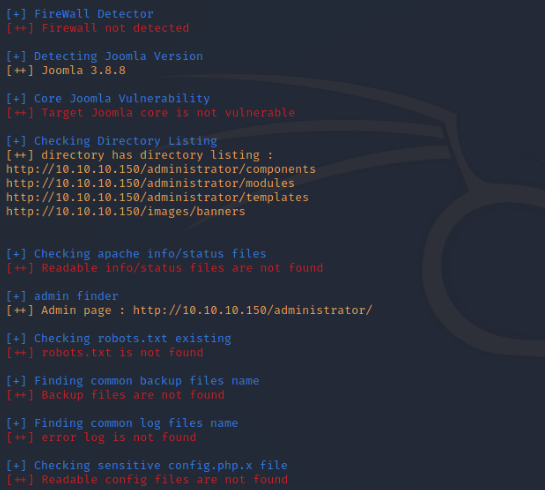 [+] FireWall Detector
[++] Firewall not detected
[+] Detecting Joomla Version
[++] Joomla 3.8.8
[+] Core Joomla Vulnerability
[++] Target Joomla core is not vulnerable
[+] Checking Directory Listing
[++] directory has directory listing :
http://10.10.10.150/administrator/components
http://10.10.10.150/administrator/modules
http://10.10.10.150/administrator/templates
http://10.10.10.150/images/banners
[+] Checking apache info/status files
[++] Readable info/status files are not found
[+] admin finder
[++] Admin page : http://10.10.10.150/administrator/
[+] Checking robots.txt existing
[++] robots.txt is not found
[+] Finding common backup files name
[++] Backup files are not found
[+] Finding common log files name
[++] error log is not found
[+] Checking sensitive config.php.x file
[++] Readable config files are not found